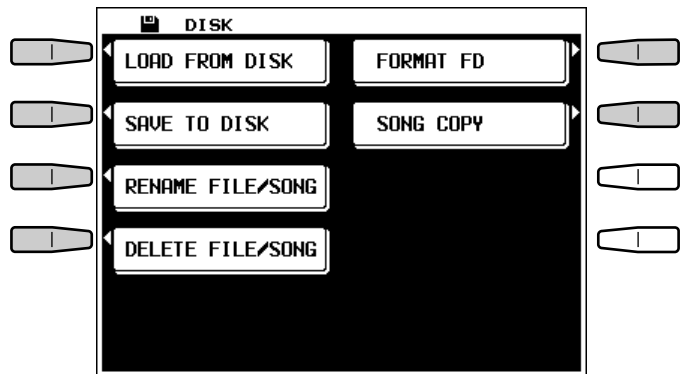 DISK
LOAD FROM DISK
FORMAT FD
SAVE TO DISK
SONG COPY
RENAME FILE/SONG
DELETE FILE/SONG